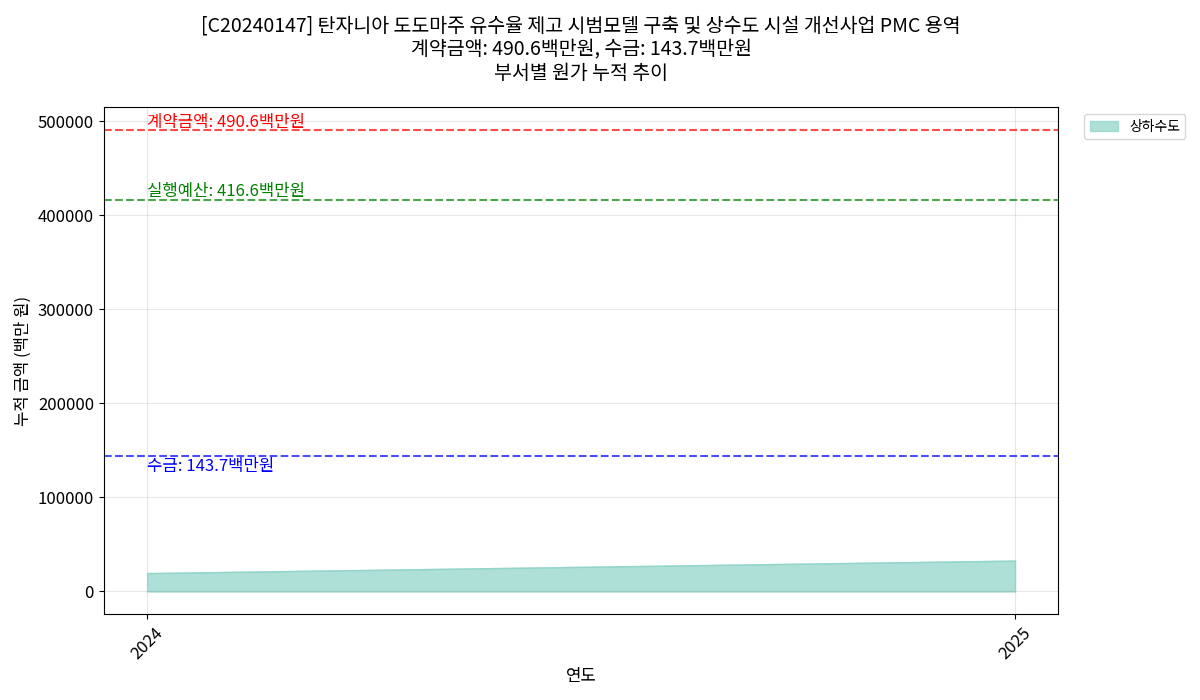 [C20240147] 탄자니아 도도마주 유수율 제고 시범모델 구축 및 상수도 시설 개선사업 PMC 용역
계약금액: 490.6백만원, 수금: 143.7백만원
부서별 원가 누적 추이
상하수도
계약금액: 490.6백만원
실행예산: 416.6백만원
수금: 143.7백만원
누적 금액 (백만 원)
500000
400000
300000
200000
100000
0
2024
2025
연도